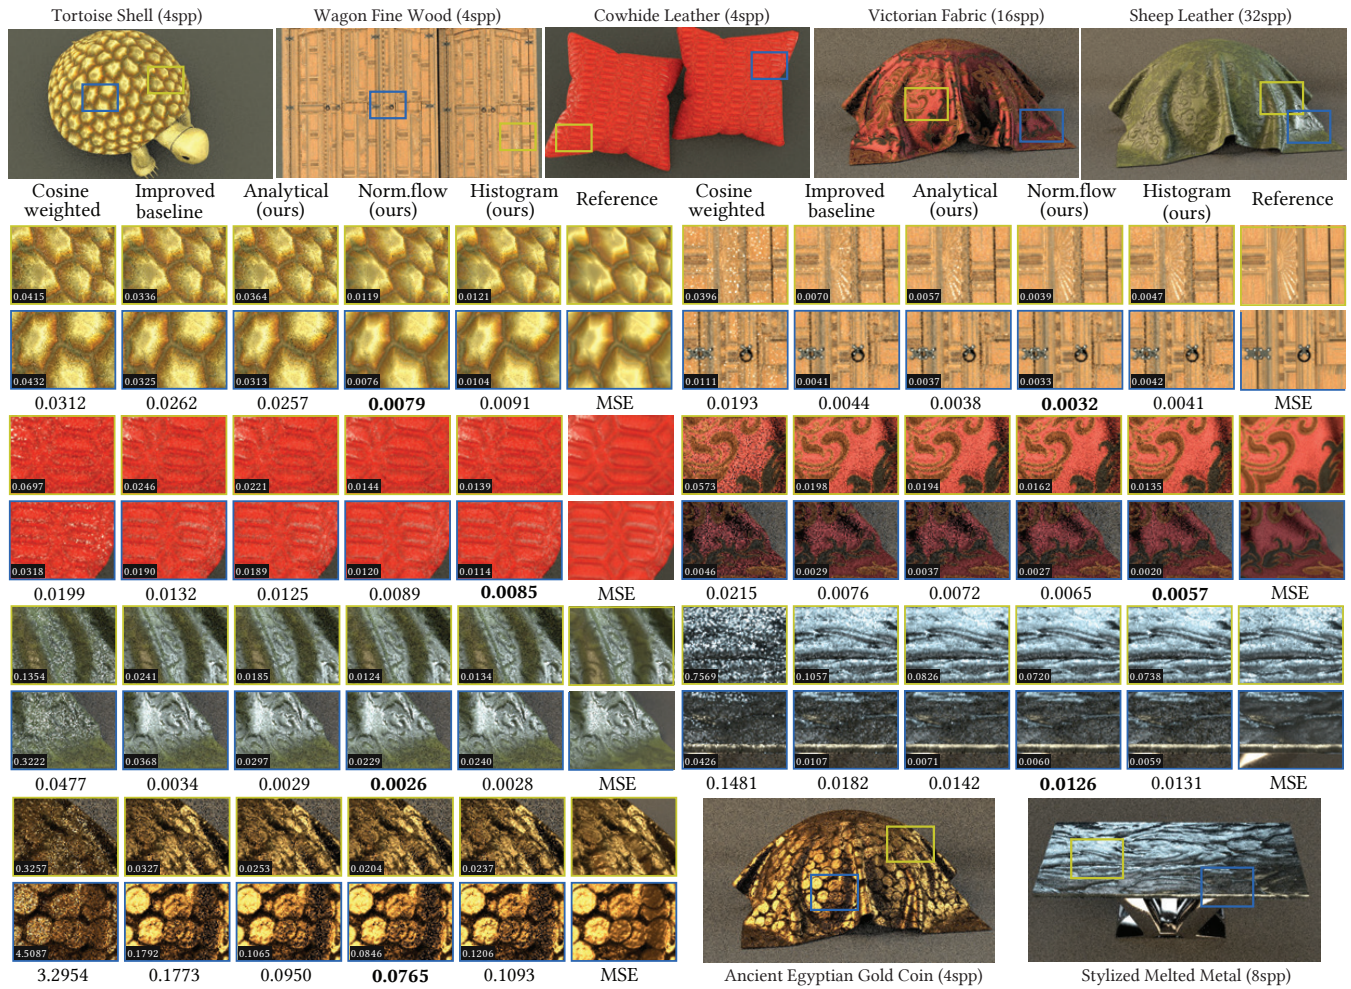 Tortoise Shell (4spp)
Wagon Fine Wood (4spp)
Cowhide Leather (4spp)
Victorian Fabric (16spp)
Sheep Leather (32spp)
Cosine weighted
Improved baseline
Analytical (ours)
Norm.flow (ours)
Histogram (ours)
Reference
Cosine weighted
Improved baseline
Analytical (ours)
Norm.flow (ours)
Histogram (ours)
Reference
0.0415 0.0336 0.0364 0.0119 0.0121
0.0432 0.0325 0.0313 0.0076 0.0104
0.0312 0.0262 0.0257 0.0079 0.0091 MSE
0.0396 0.0070 0.0057 0.0039 0.0047
0.0111 0.0041 0.0037 0.0033 0.0042
0.0193 0.0044 0.0038 0.0032 0.0041 MSE
0.0697 0.0246 0.0221 0.0144 0.0139
0.0318 0.0190 0.0189 0.0120 0.0114
0.0199 0.0132 0.0125 0.0089 0.0085 MSE
0.0573 0.0198 0.0194 0.0162 0.0135
0.0046 0.0029 0.0037 0.0027 0.0020
0.0215 0.0076 0.0072 0.0065 0.0057 MSE
0.1354 0.0241 0.0185 0.0124 0.0134
0.3222 0.0368 0.0297 0.0229 0.0240
0.0477 0.0034 0.0029 0.0026 0.0028 MSE
0.7569 0.1057 0.0826 0.0720 0.0738
0.0426 0.0107 0.0071 0.0060 0.0059
0.1481 0.0182 0.0142 0.0126 0.0131 MSE
0.3257 0.0327 0.0253 0.0204 0.0237
4.5087 0.1792 0.1065 0.0846 0.1206
3.2954 0.1773 0.0950 0.0765 0.1093 MSE
Ancient Egyptian Gold Coin (4spp)
Stylized Melted Metal (8spp)